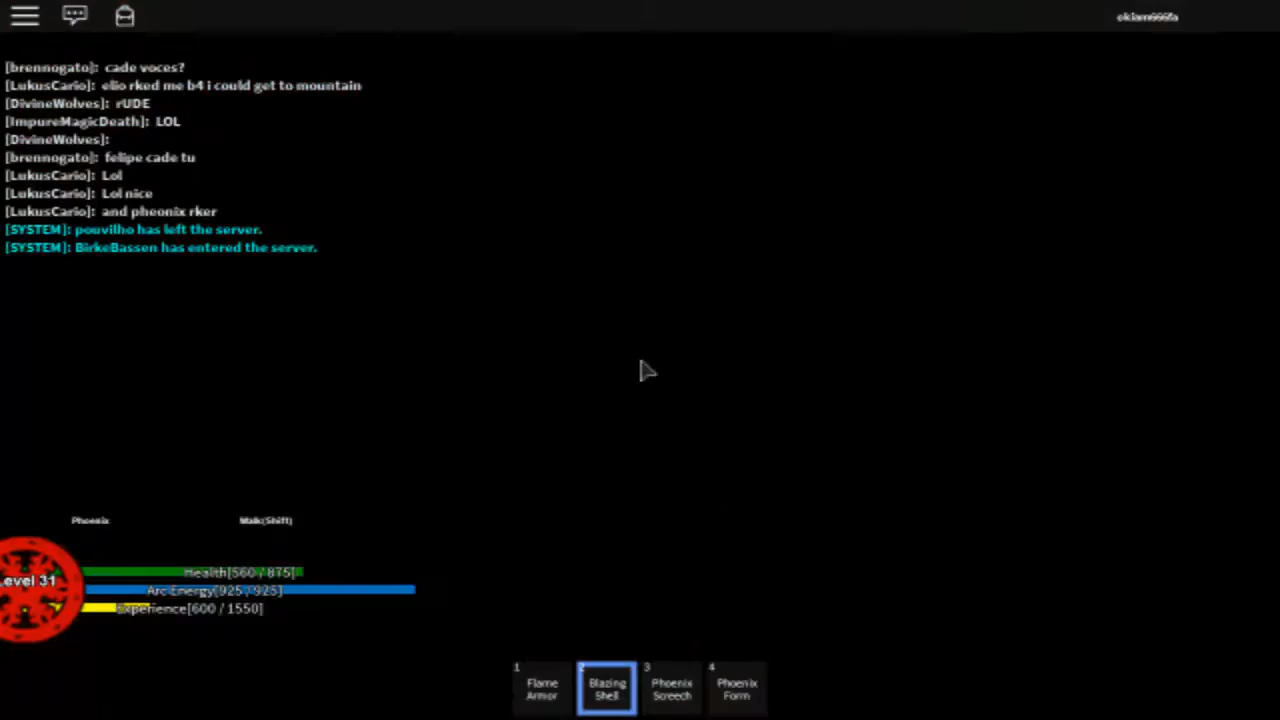 okiam666fa
[brennogato]: cade voces?
[LukusCario]: elio rked me b4 i could get to mountain
[DivineWolves]: rUDE
[ImpureMagicDeath]: LOL
[DivineWolves]:
[brennogato]: felipe cade tu
[LukusCario]: Lol
[LukusCario]: Lol nice
[LukusCario]: and pheonix rker
[SYSTEM]: pouvilho has left the server.
[SYSTEM]: BirkeBassen has entered the server.
Phoenix Walk(Shift)
Health[560 / 875]
Level 31
Arc Energy[925 / 925]
Experience[600 / 1550]
1 2 3 4
Flame Armor
Blazing Shell
Phoenix Screech
Phoenix Form